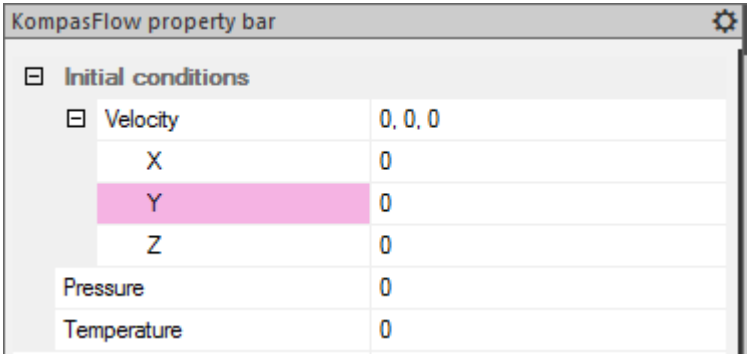 KompasFlow property bar
Initial conditions
Velocity 0, 0, 0
X 0
Y 0
Z 0
Pressure 0
Temperature 0